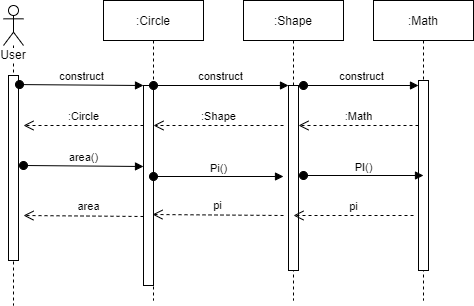 :Circle
:Shape
:Math
User
construct
construct
construct
:Circle
:Shape
:Math
area()
Pi()
PI()
area
pi
pi